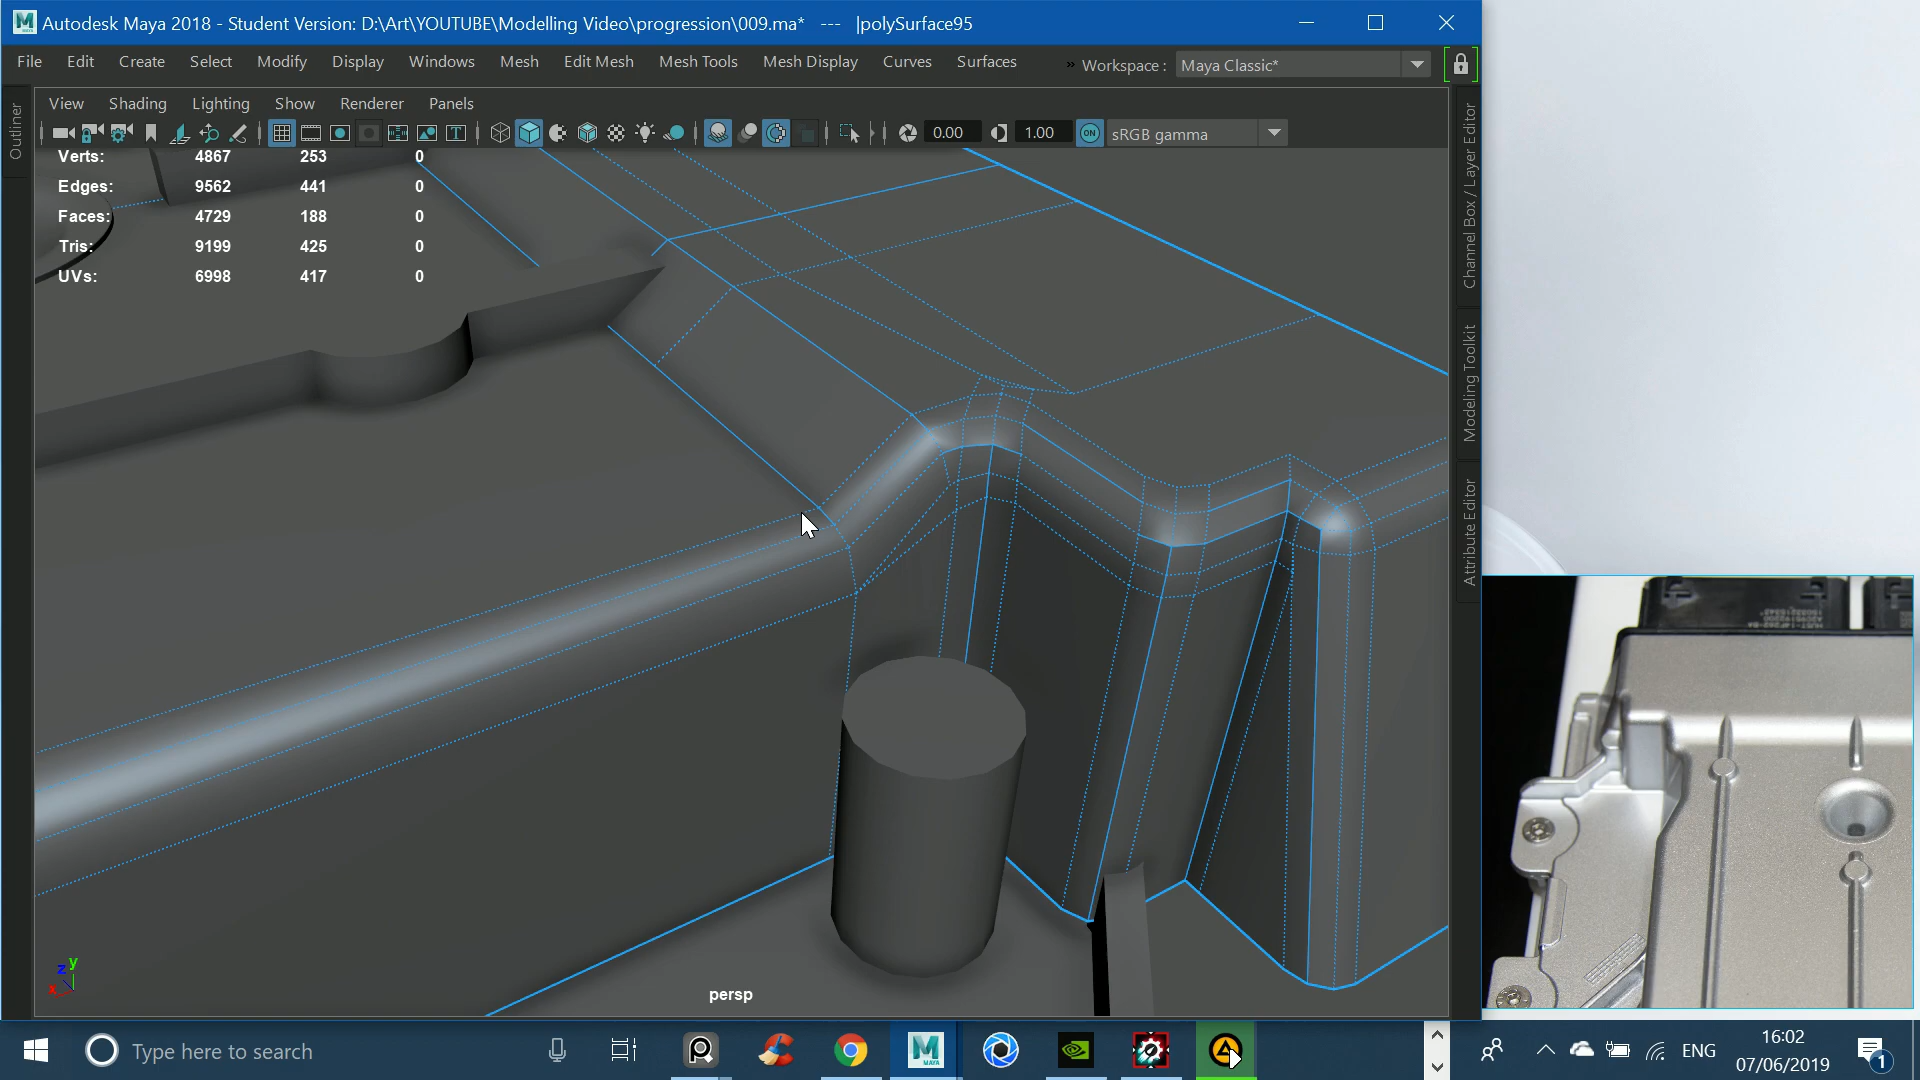 Autodesk Maya 2018 - Student Version: D:\Art\YOUTUBE\Modelling Video\progression\009.ma* --- |polySurface95
File Edit Create Select Modify Display Windows Mesh Edit Mesh Mesh Tools Mesh Display Curves Surfaces » Workspace : Maya Classic*
View Shading Lighting Show Renderer Panels
0.00 1.00 ON sRGB gamma
Outliner
Channel Box / Layer Editor
Modeling Toolkit
Attribute Editor
Verts: 4867 253 0
Edges: 9562 441 0
Faces: 4729 188 0
Tris: 9199 425 0
UVs: 6998 417 0
z y
x
persp
Type here to search
MAYA
ENG
16:02
07/06/2019
1